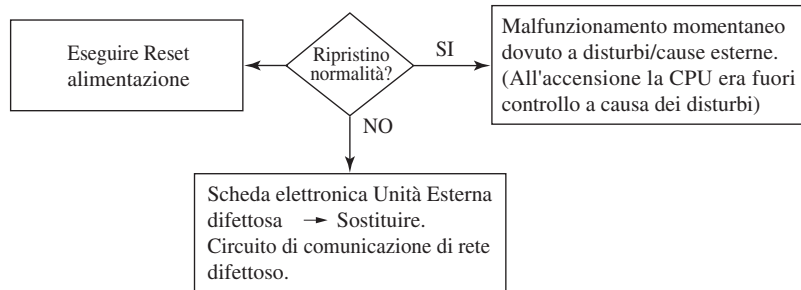 Eseguire Reset
alimentazione
Ripristino
normalità?
SI
Malfunzionamento momentaneo
dovuto a disturbi/cause esterne.
(All'accensione la CPU era fuori
controllo a causa dei disturbi)
NO
Scheda elettronica Unità Esterna
difettosa → Sostituire.
Circuito di comunicazione di rete
difettoso.